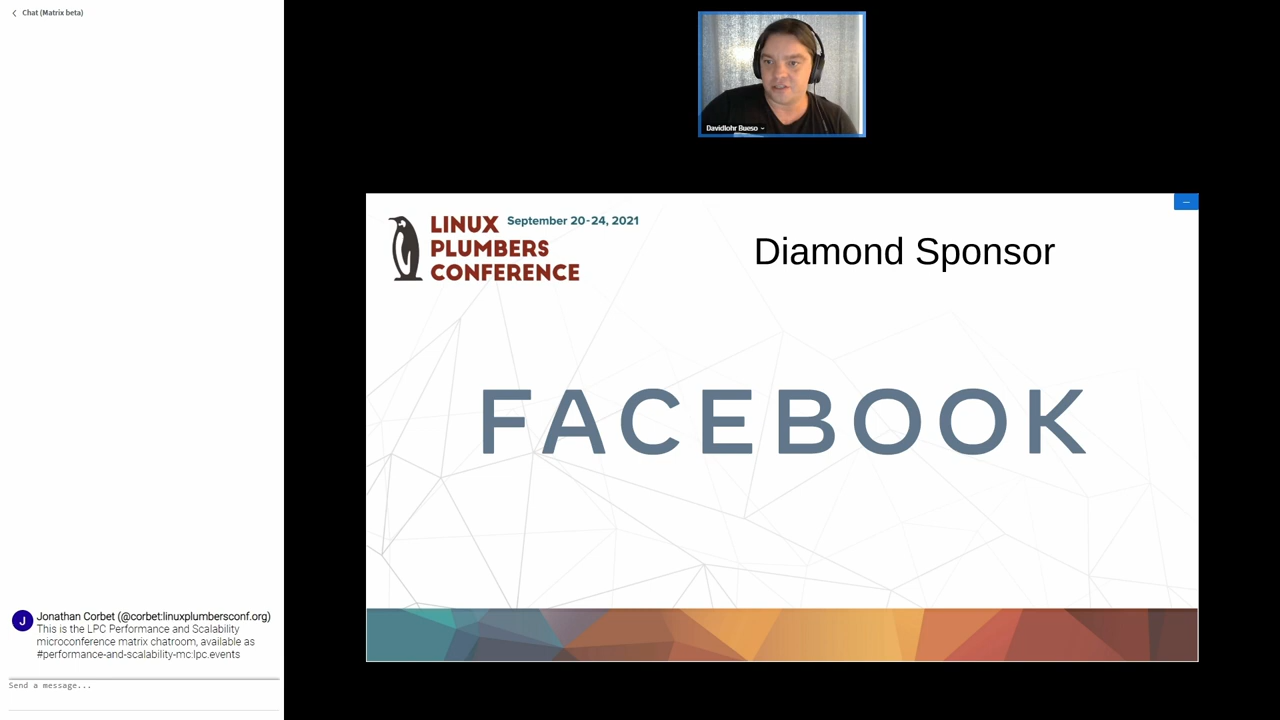 Chat (Matrix beta)
Davidlohr Bueso
LINUX
September 20-24, 2021
PLUMBERS
CONFERENCE
Diamond Sponsor
FACEBOOK
J
Jonathan Corbet (@corbet:linuxplumbersconf.org)
This is the LPC Performance and Scalability
microconference matrix chatroom, available as
#performance-and-scalability-mc:lpc.events
Send a message...